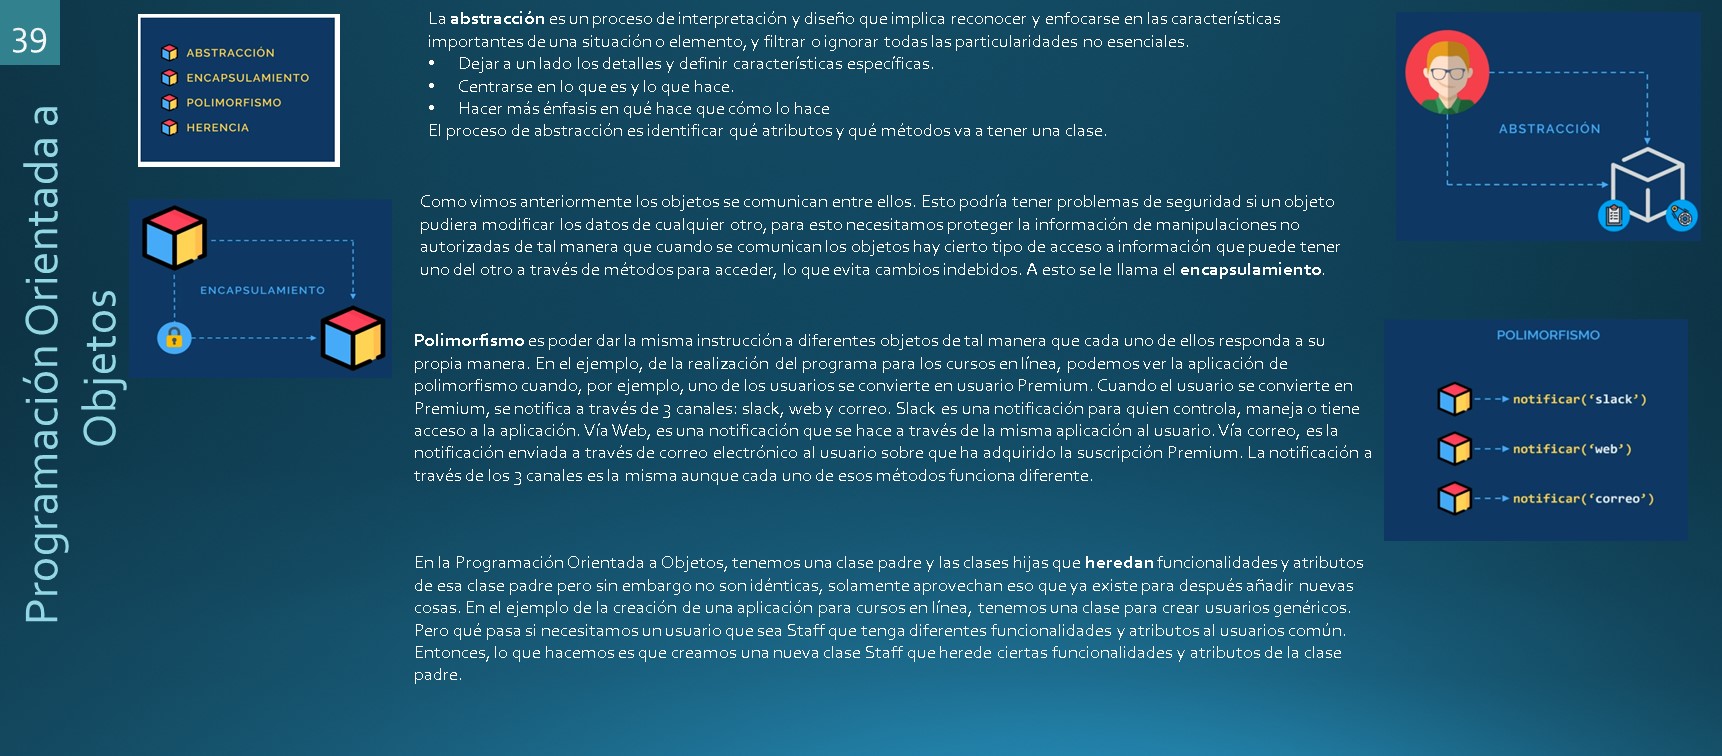 39
Programación Orientada a
Objetos
ABSTRACCIÓN
ENCAPSULAMIENTO
POLIMORFISMO
HERENCIA
La abstracción es un proceso de interpretación y diseño que implica reconocer y enfocarse en las características
importantes de una situación o elemento, y filtrar o ignorar todas las particularidades no esenciales.
• Dejar a un lado los detalles y definir características específicas.
• Centrarse en lo que es y lo que hace.
• Hacer más énfasis en qué hace que cómo lo hace
El proceso de abstracción es identificar qué atributos y qué métodos va a tener una clase.
ABSTRACCIÓN
ENCAPSULAMIENTO
Como vimos anteriormente los objetos se comunican entre ellos. Esto podría tener problemas de seguridad si un objeto
pudiera modificar los datos de cualquier otro, para esto necesitamos proteger la información de manipulaciones no
autorizadas de tal manera que cuando se comunican los objetos hay cierto tipo de acceso a información que puede tener
uno del otro a través de métodos para acceder, lo que evita cambios indebidos. A esto se le llama el encapsulamiento.
Polimorfismo es poder dar la misma instrucción a diferentes objetos de tal manera que cada uno de ellos responda a su
propia manera. En el ejemplo, de la realización del programa para los cursos en línea, podemos ver la aplicación de
polimorfismo cuando, por ejemplo, uno de los usuarios se convierte en usuario Premium. Cuando el usuario se convierte en
Premium, se notifica a través de 3 canales: slack, web y correo. Slack es una notificación para quien controla, maneja o tiene
acceso a la aplicación. Vía Web, es una notificación que se hace a través de la misma aplicación al usuario. Vía correo, es la
notificación enviada a través de correo electrónico al usuario sobre que ha adquirido la suscripción Premium. La notificación a
través de los 3 canales es la misma aunque cada uno de esos métodos funciona diferente.
POLIMORFISMO
notificar(‘slack’)
notificar(‘web’)
notificar(‘correo’)
En la Programación Orientada a Objetos, tenemos una clase padre y las clases hijas que heredan funcionalidades y atributos
de esa clase padre pero sin embargo no son idénticas, solamente aprovechan eso que ya existe para después añadir nuevas
cosas. En el ejemplo de la creación de una aplicación para cursos en línea, tenemos una clase para crear usuarios genéricos.
Pero qué pasa si necesitamos un usuario que sea Staff que tenga diferentes funcionalidades y atributos al usuarios común.
Entonces, lo que hacemos es que creamos una nueva clase Staff que herede ciertas funcionalidades y atributos de la clase
padre.